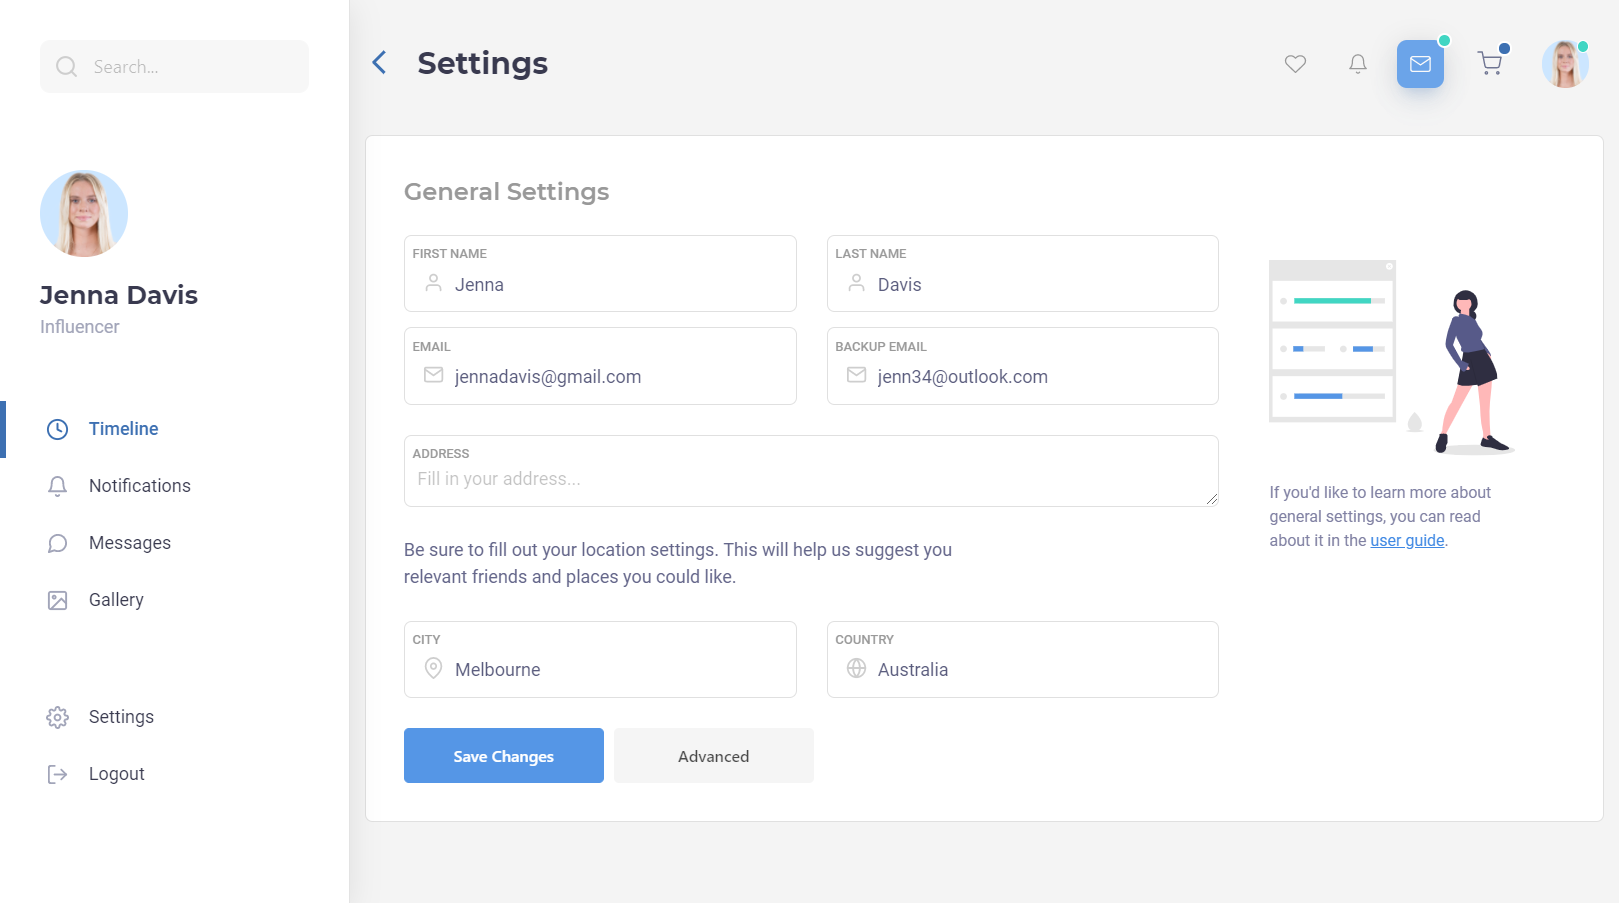 Search...
Jenna Davis
Influencer
Timeline
Notifications
Messages
Gallery
Settings
Logout
Settings
General Settings
FIRST NAME
Jenna
LAST NAME
Davis
EMAIL
jennadavis@gmail.com
BACKUP EMAIL
jenn34@outlook.com
ADDRESS
Fill in your address...
Be sure to fill out your location settings. This will help us suggest you
relevant friends and places you could like.
CITY
Melbourne
COUNTRY
Australia
Save Changes
Advanced
If you'd like to learn more about
general settings, you can read
about it in the user guide.